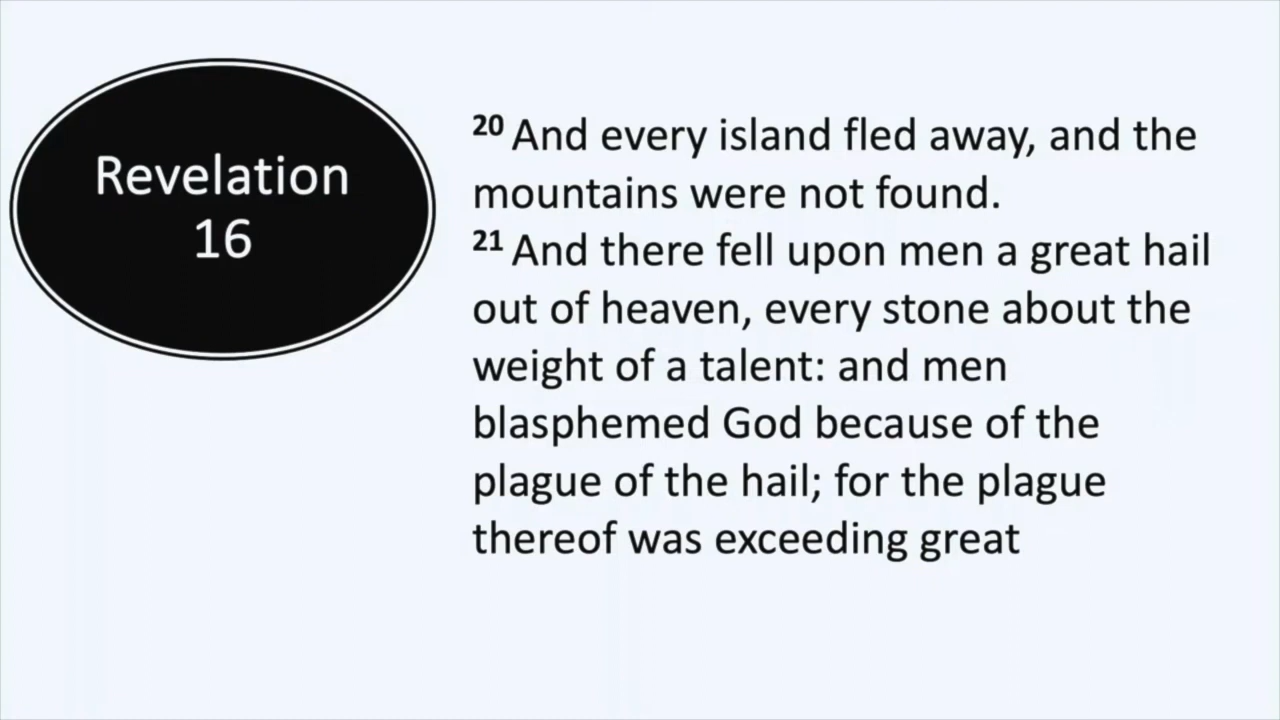 Revelation
16
20 And every island fled away, and the
mountains were not found.
21 And there fell upon men a great hail
out of heaven, every stone about the
weight of a talent: and men
blasphemed God because of the
plague of the hail; for the plague
thereof was exceeding great